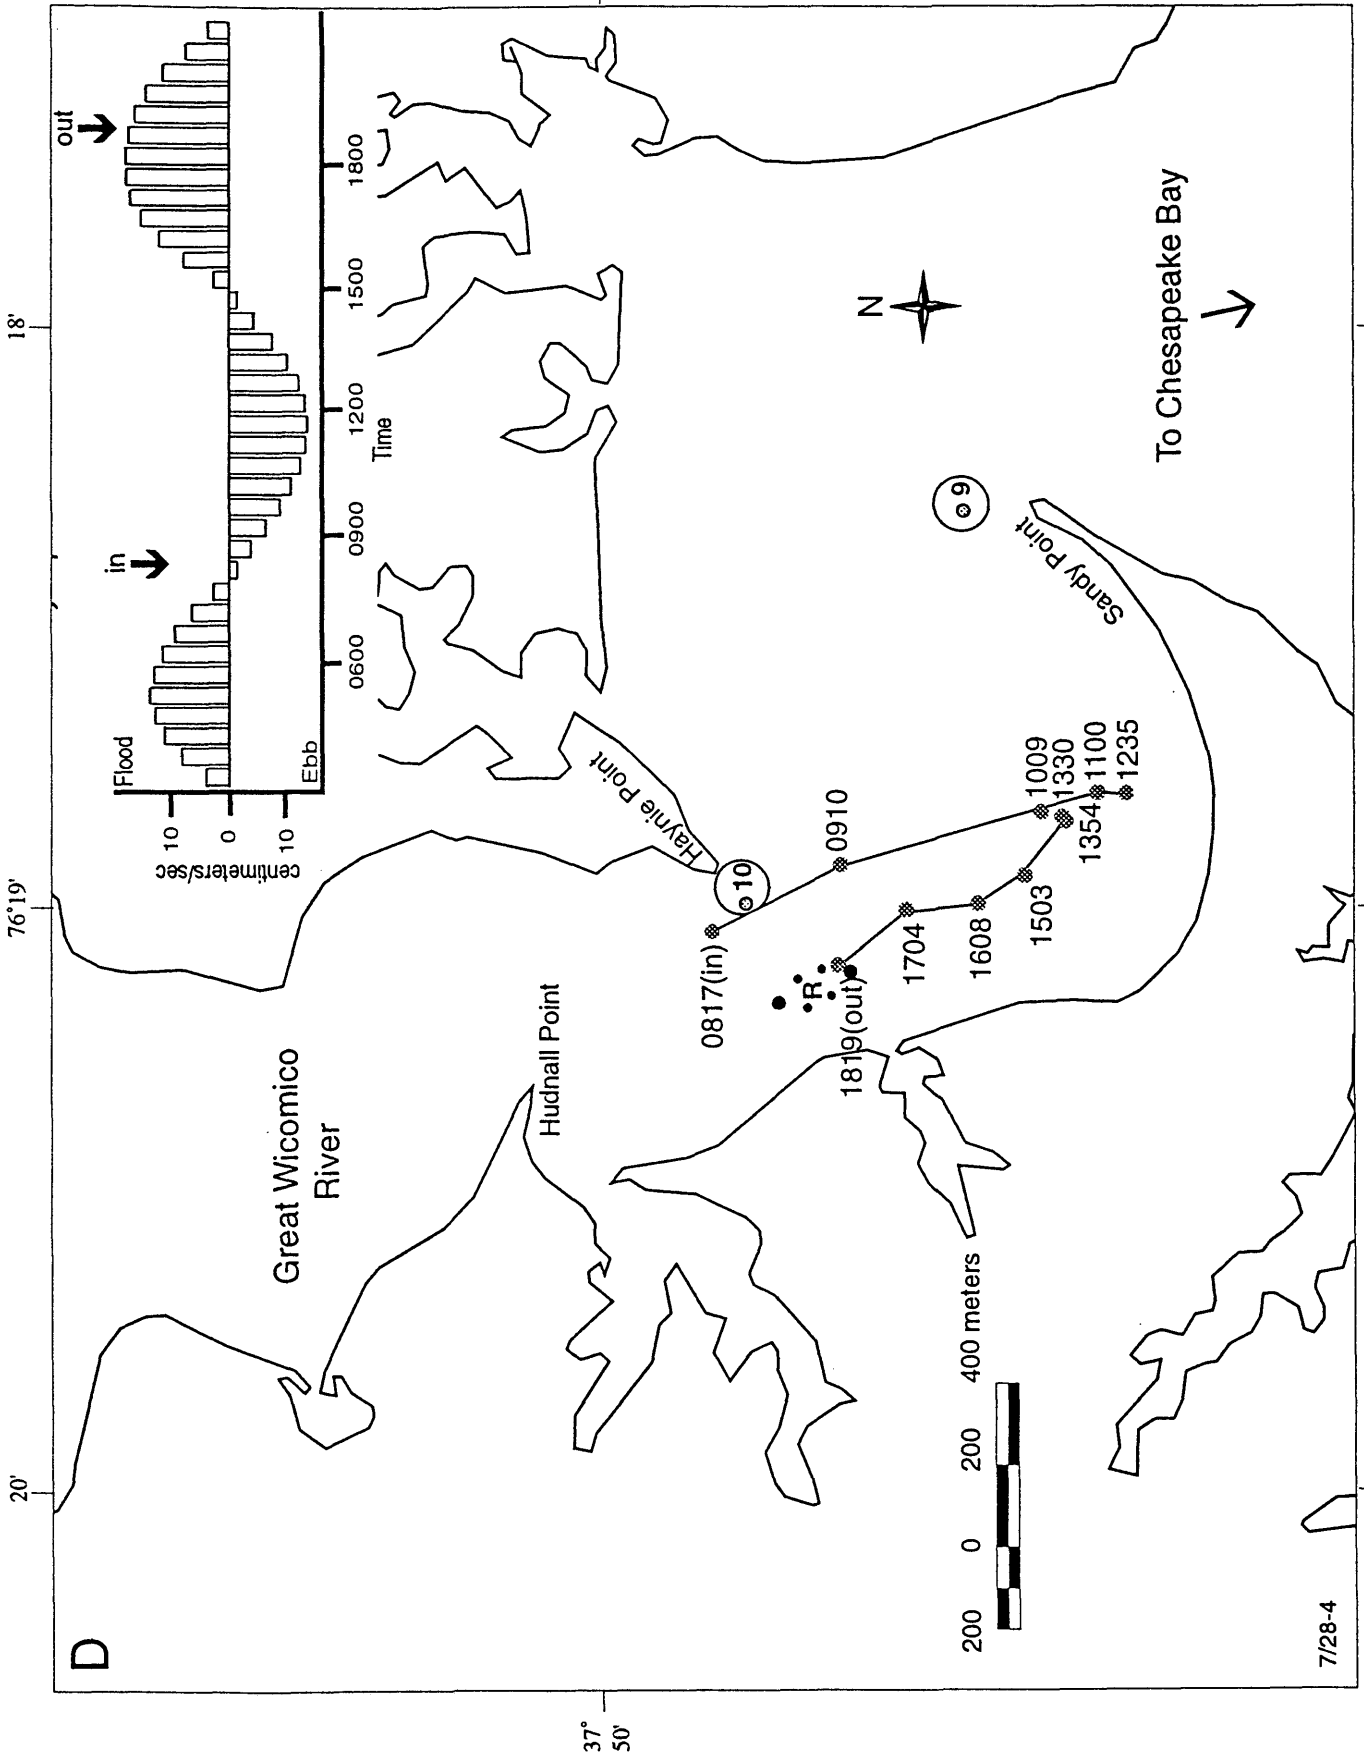 D
20'
76°19'
18'
37°
50'
Great Wicomico
River
Hudnall Point
Haynie Point
Sandy Point
Flood
Ebb
centimeters/sec
10
0
10
in
out
0600
0900
1200
1500
1800
Time
N
To Chesapeake Bay
9
10
R
0817(in)
0910
1009
1330
1100
1235
1354
1503
1608
1704
1819(out)
200 0 200 400 meters
7/28-4